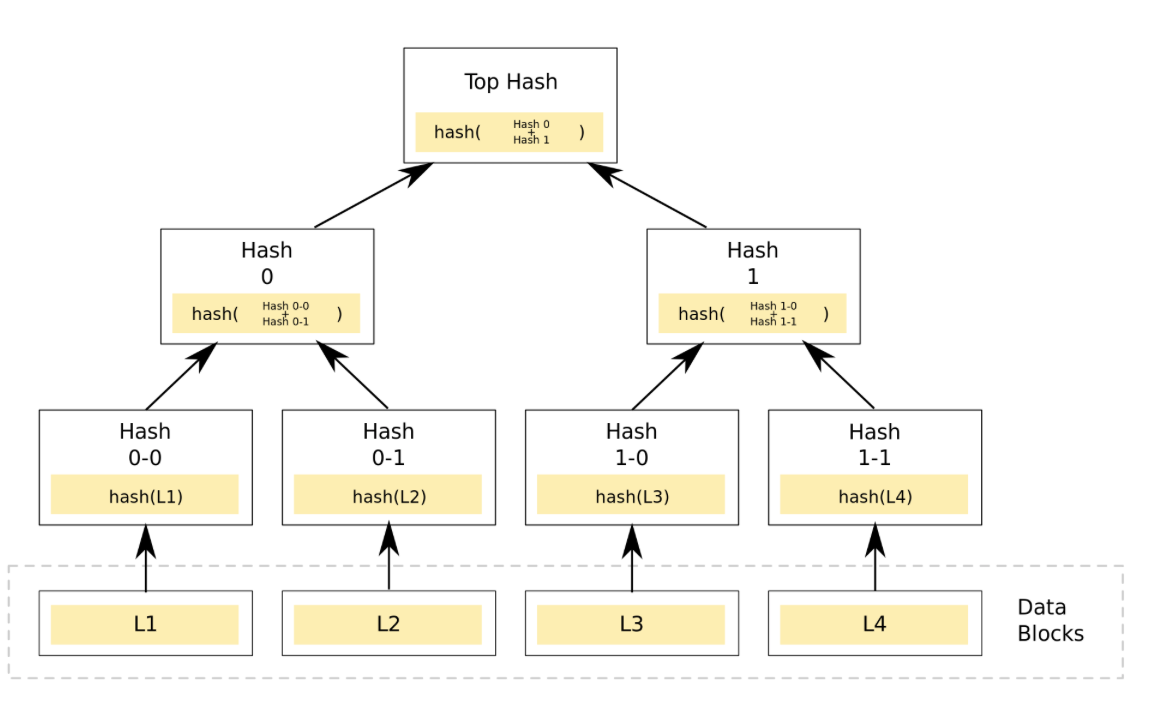 Top Hash
hash( Hash 0 + Hash 1 )
Hash
0
hash( Hash 0-0 + Hash 0-1 )
Hash
1
hash( Hash 1-0 + Hash 1-1 )
Hash
0-0
hash(L1)
Hash
0-1
hash(L2)
Hash
1-0
hash(L3)
Hash
1-1
hash(L4)
L1
L2
L3
L4
Data
Blocks